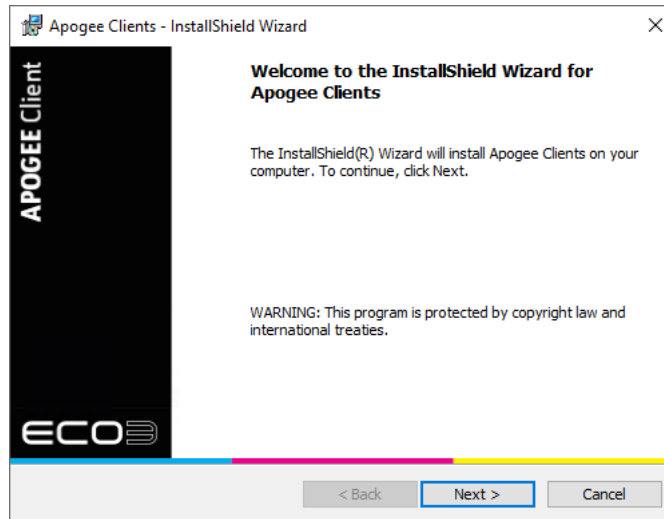 Apogee Clients - InstallShield Wizard
APOGEE Client
Welcome to the InstallShield Wizard for
Apogee Clients
The InstallShield(R) Wizard will install Apogee Clients on your
computer. To continue, click Next.
WARNING: This program is protected by copyright law and
international treaties.
ECO3
< Back
Next >
Cancel